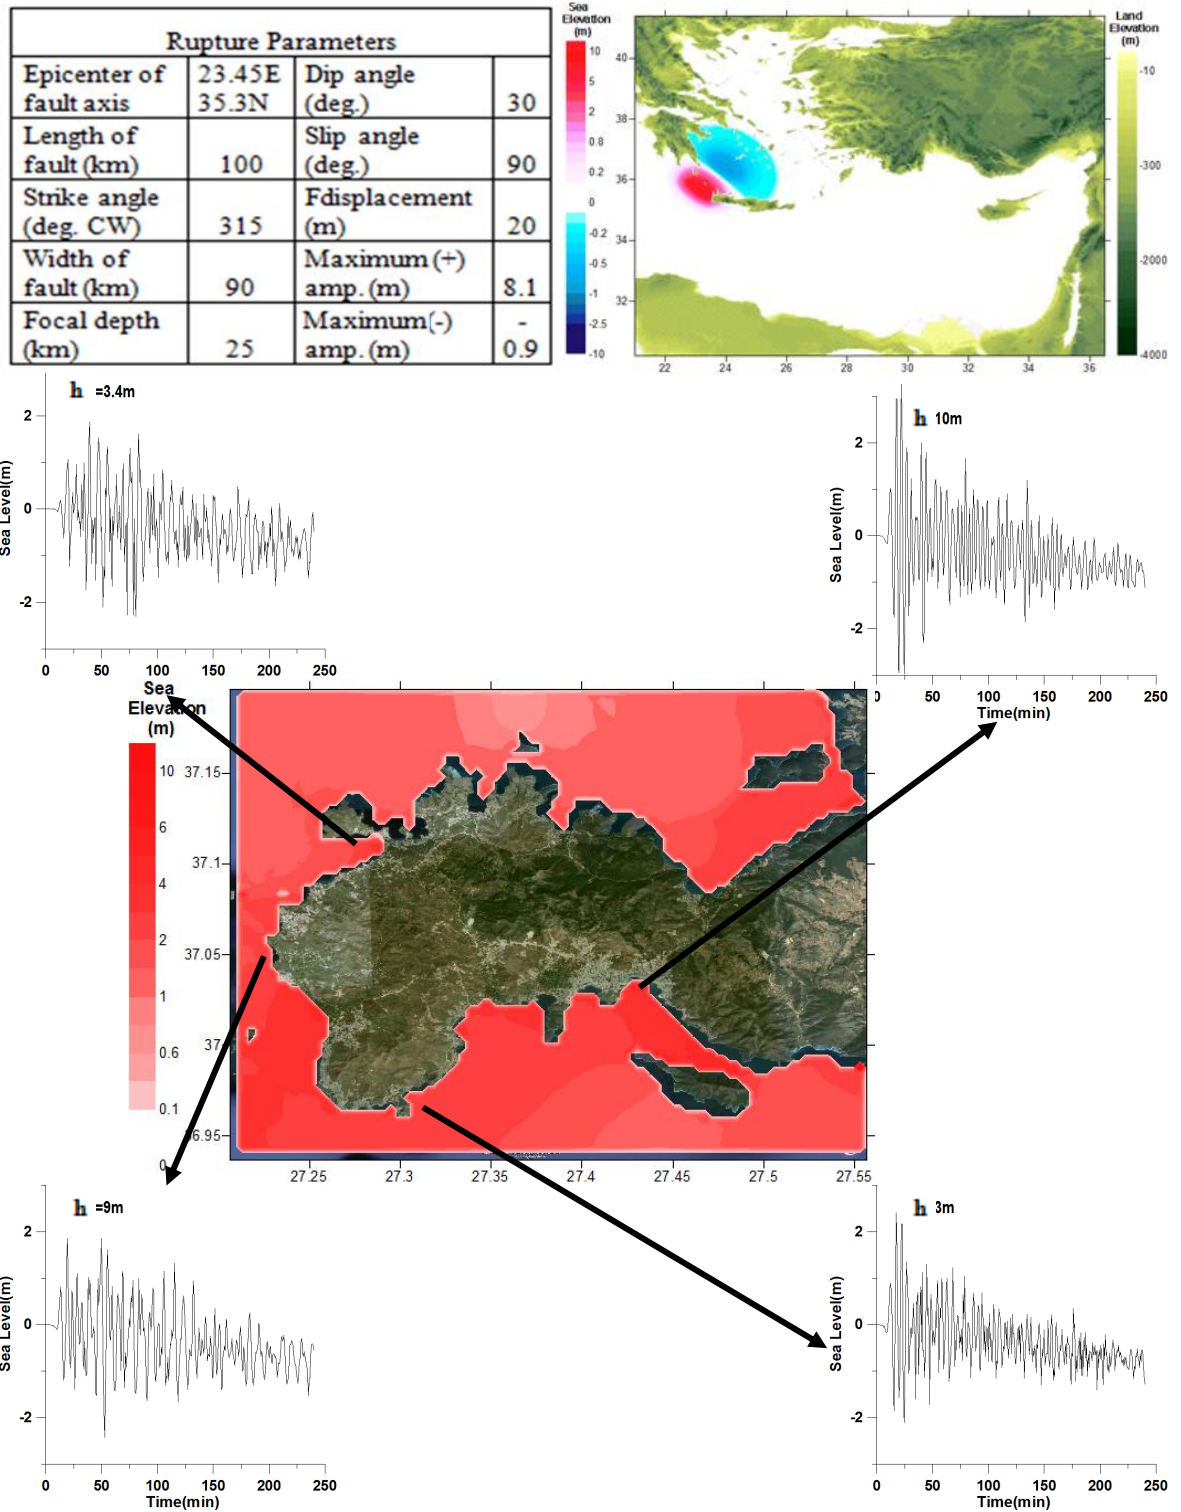 Rupture Parameters
Epicenter of fault axis 23.45E 35.3N Dip angle (deg.) 30
Length of fault (km) 100 Slip angle (deg.) 90
Strike angle (deg. CW) 315 Fdisplacement (m) 20
Width of fault (km) 90 Maximum (+) amp. (m) 8.1
Focal depth (km) 25 Maximum(-) amp. (m) -0.9
Sea
Elevation
(m)
10
5
2
0.8
0.2
0
-0.2
-0.5
-1
-2.5
-10
40
38
36
34
32
22 24 26 28 30 32 34 36
Land
Elevation
(m)
-10
-300
-2000
-4000
h =3.4m
Sea Level(m)
2
0
-2
0 50 100 150 200 250
h 10m
Sea Level(m)
2
0
-2
0 50 100 150 200 250
Time(min)
Sea
Elevation
(m)
10
6
4
2
1
0.6
0.1
0
37.15
37.1
37.05
37
36.95
27.25 27.3 27.35 27.4 27.45 27.5 27.55
h =9m
Sea Level(m)
2
0
-2
0 50 100 150 200 250
Time(min)
h 3m
Sea Level(m)
2
0
-2
0 50 100 150 200 250
Time(min)